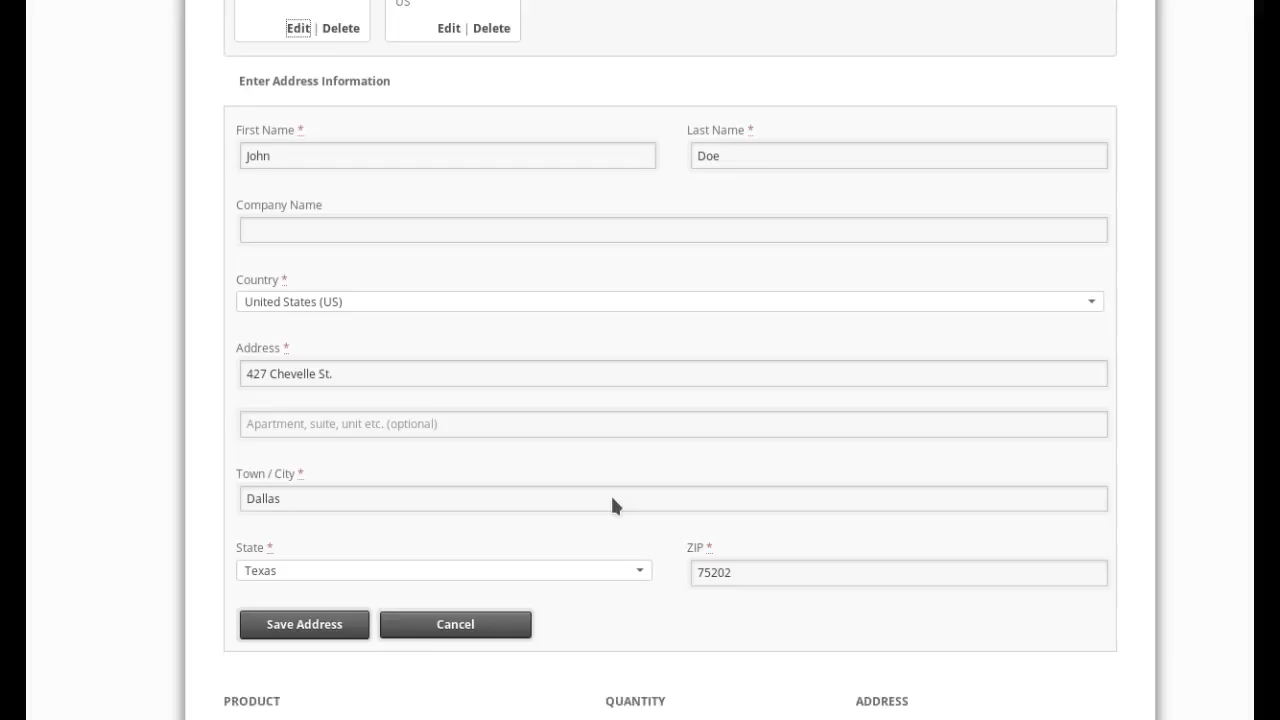 US
Edit | Delete Edit | Delete
Enter Address Information
First Name * Last Name *
John Doe
Company Name
Country *
United States (US)
Address *
427 Chevelle St.
Apartment, suite, unit etc. (optional)
Town / City *
Dallas
State * ZIP *
Texas 75202
Save Address Cancel
PRODUCT QUANTITY ADDRESS